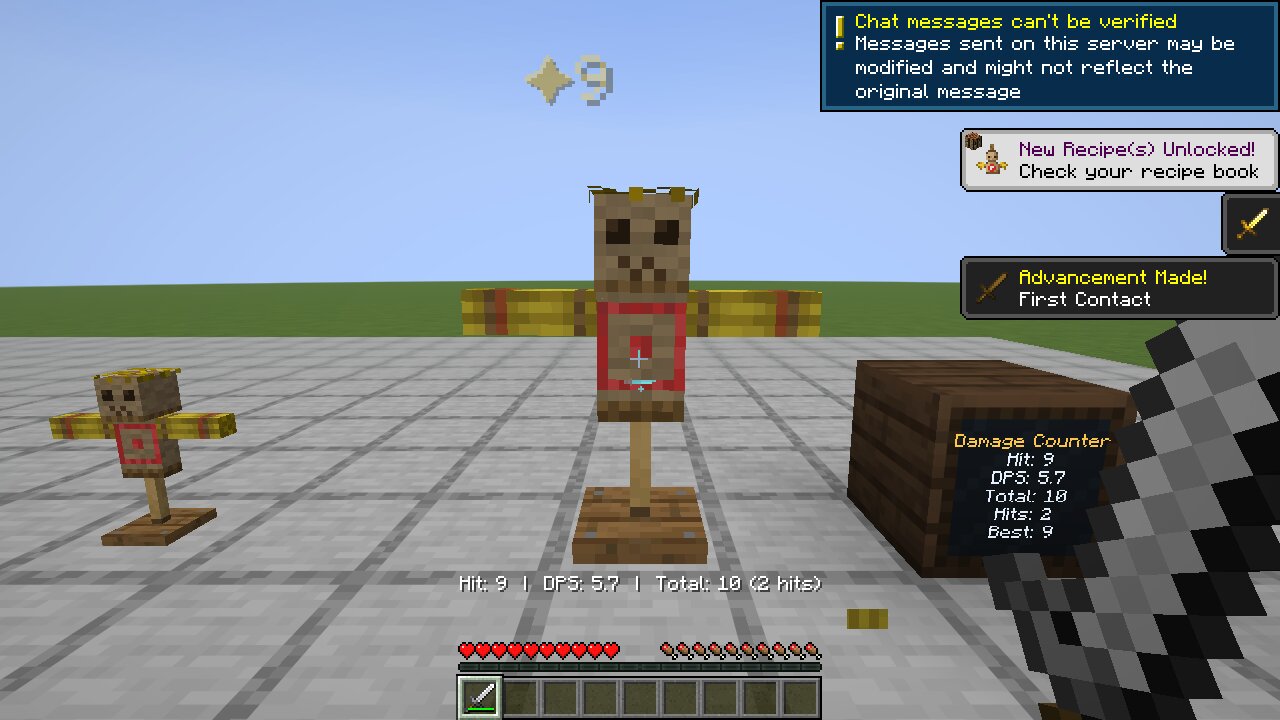 Chat messages can't be verified
Messages sent on this server may be
modified and might not reflect the
original message
9
New Recipe(s) Unlocked!
Check your recipe book
Advancement Made!
First Contact
Damage Counter
Hit: 9
DPS: 5.7
Total: 10
Hits: 2
Best: 9
Hit: 9 | DPS: 5.7 | Total: 10 (2 hits)